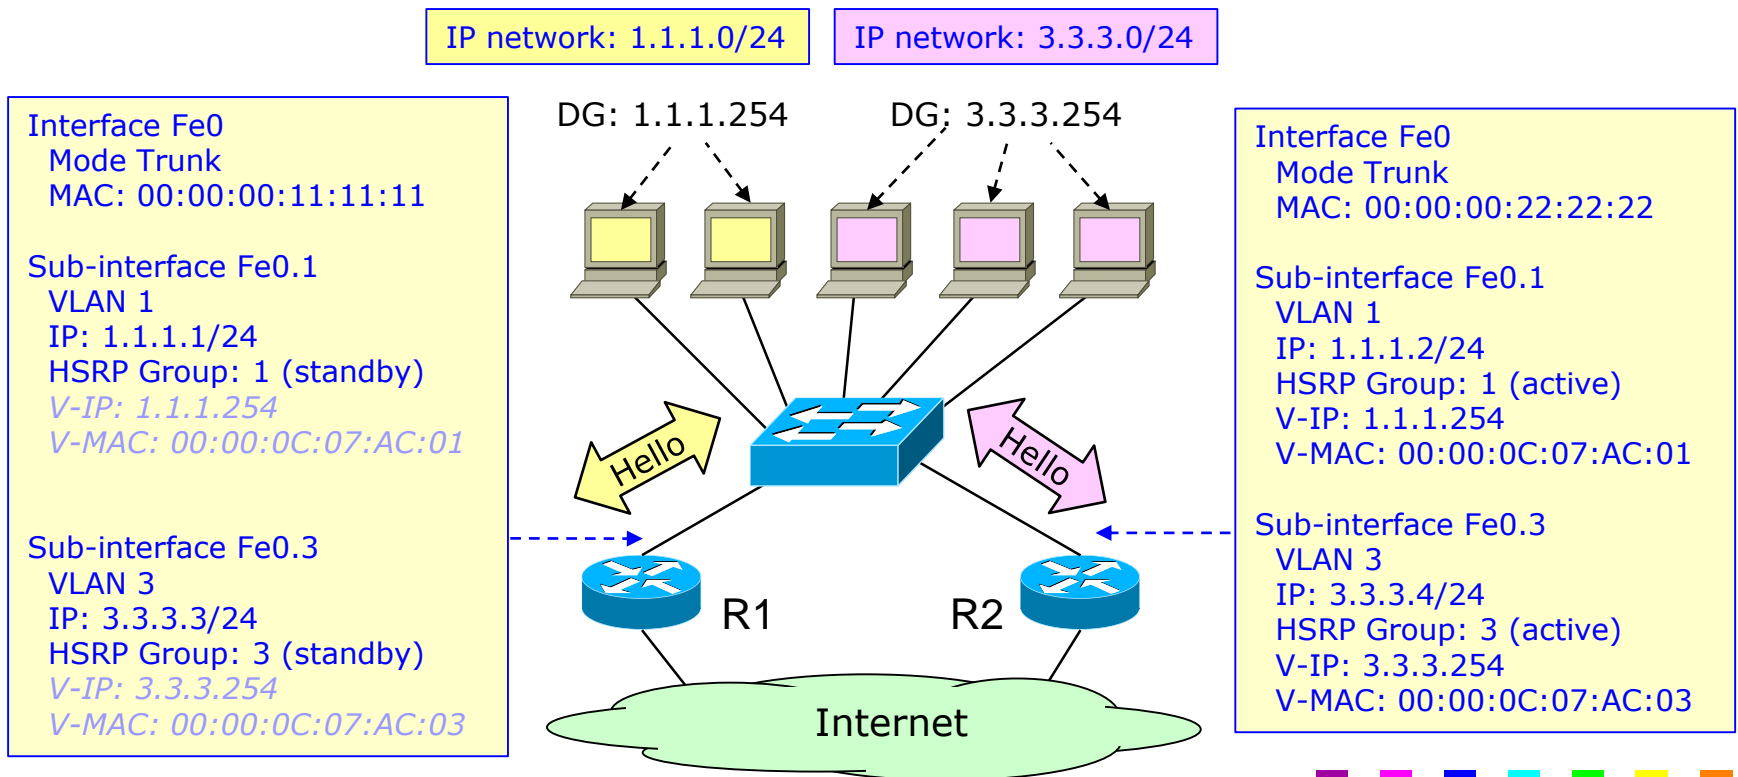 IP network: 1.1.1.0/24
IP network: 3.3.3.0/24
DG: 1.1.1.254
DG: 3.3.3.254
Interface Fe0
Mode Trunk
MAC: 00:00:00:11:11:11
Sub-interface Fe0.1
VLAN 1
IP: 1.1.1.1/24
HSRP Group: 1 (standby)
V-IP: 1.1.1.254
V-MAC: 00:00:0C:07:AC:01
Sub-interface Fe0.3
VLAN 3
IP: 3.3.3.3/24
HSRP Group: 3 (standby)
V-IP: 3.3.3.254
V-MAC: 00:00:0C:07:AC:03
Hello
Hello
R1
R2
Internet
Interface Fe0
Mode Trunk
MAC: 00:00:00:22:22:22
Sub-interface Fe0.1
VLAN 1
IP: 1.1.1.2/24
HSRP Group: 1 (active)
V-IP: 1.1.1.254
V-MAC: 00:00:0C:07:AC:01
Sub-interface Fe0.3
VLAN 3
IP: 3.3.3.4/24
HSRP Group: 3 (active)
V-IP: 3.3.3.254
V-MAC: 00:00:0C:07:AC:03